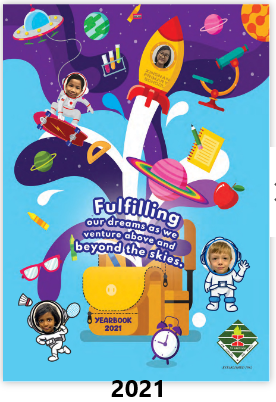 Fulfilling
our dreams as we
venture above and
beyond the skies.
YEARBOOK
2021
2021